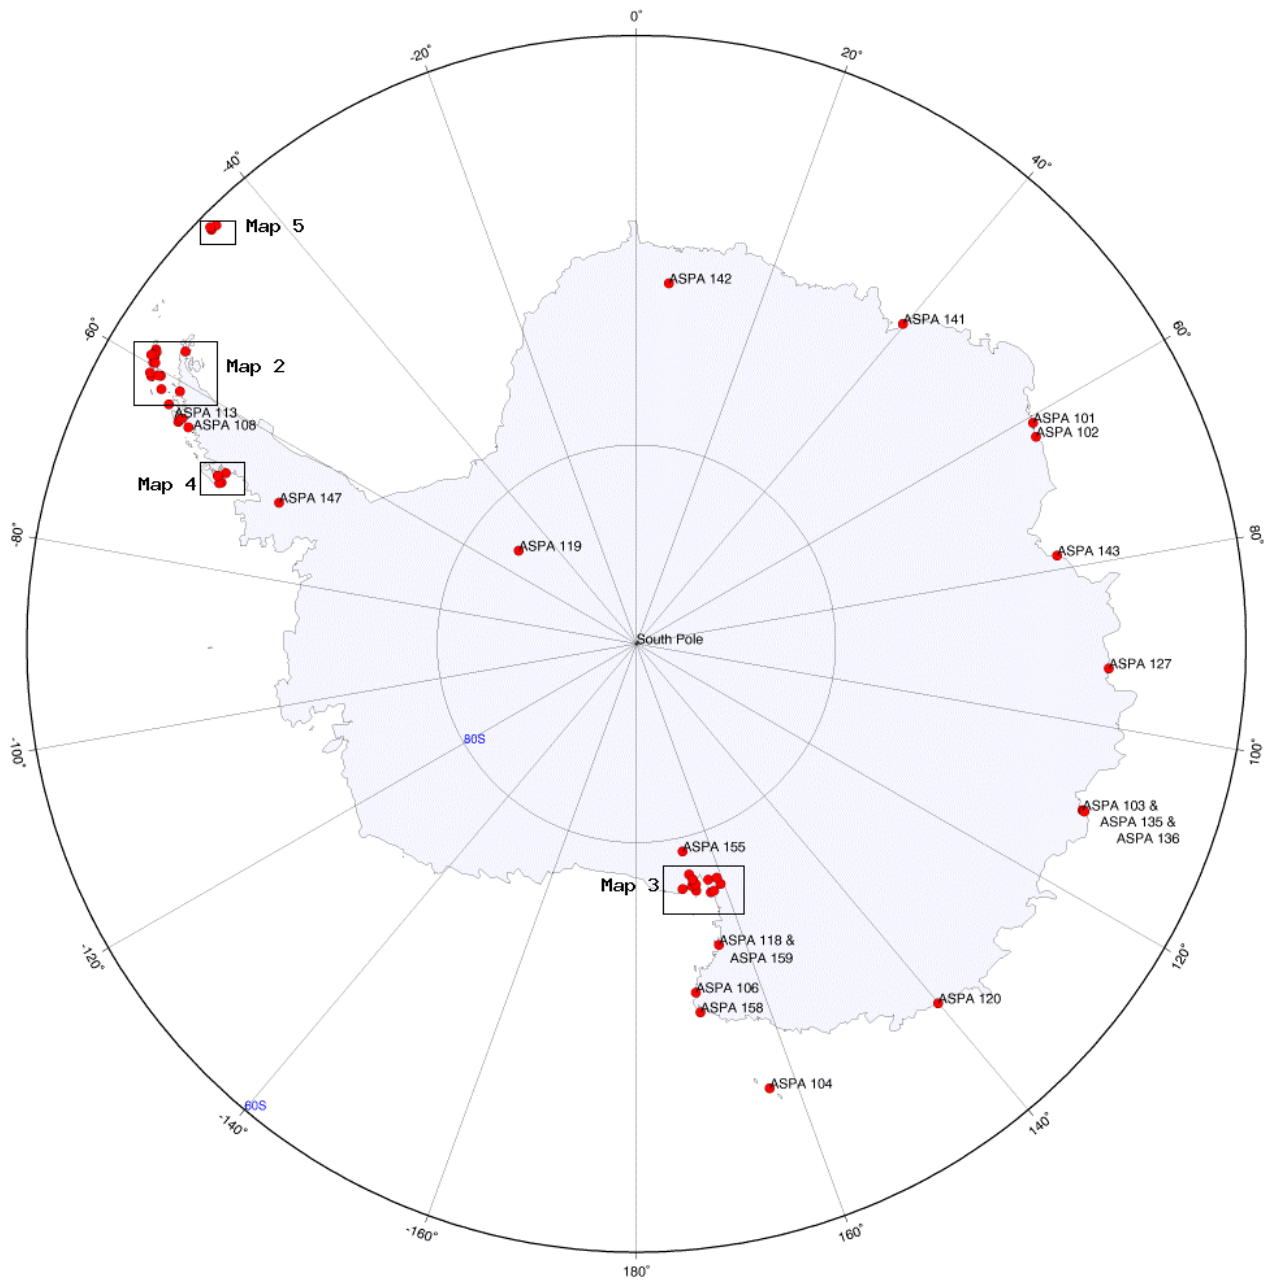 0°
-20°
20°
-40°
40°
Map 5
ASPA 142
ASPA 141
-60°
60°
Map 2
ASPA 113
ASPA 108
ASPA 101
ASPA 102
Map 4
ASPA 147
-80°
80°
ASPA 119
ASPA 143
South Pole
ASPA 127
80S
-100°
100°
ASPA 103 &
ASPA 135 &
ASPA 136
ASPA 155
Map 3
ASPA 118 &
ASPA 159
-120°
120°
ASPA 106
ASPA 120
ASPA 158
ASPA 104
60S
-140°
140°
-160°
160°
180°